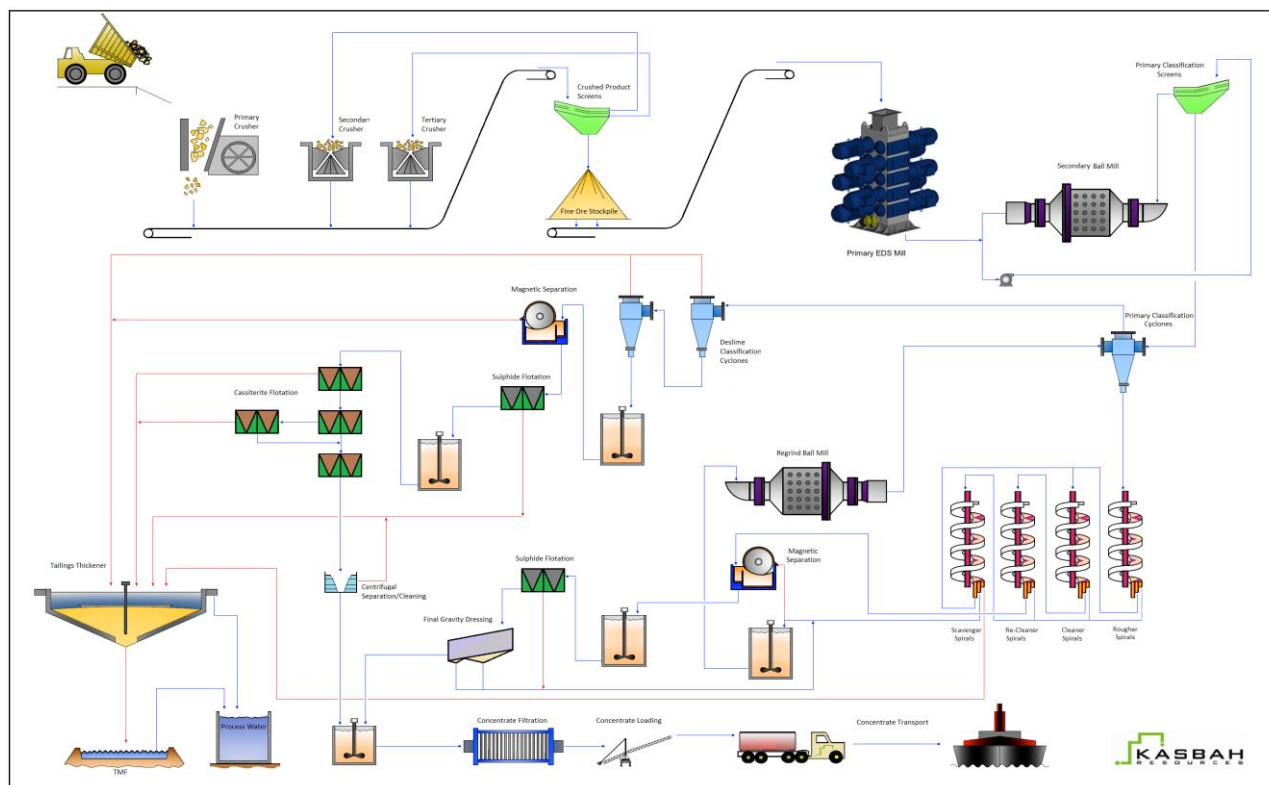 Primary
Crusher
Secondar
Crusher
Tertiary
Crusher
Crushed Product
Screens
Fine Ore Stockpile
Primary EDS Mill
Primary Classification
Screens
Secondary Ball Mill
Magnetic Separation
Deslime
Classification
Cyclones
Primary Classification
Cyclones
Sulphide Flotation
Cassiterite Flotation
Regrind Ball Mill
Tailings Thickener
Centrifugal
Separation/Cleaning
Sulphide Flotation
Magnetic
Separation
Final Gravity Dressing
Scavenger
Spirals
Re-Cleaner
Spirals
Cleaner
Spirals
Rougher
Spirals
Process Water
TMF
Concentrate Filtration
Concentrate Loading
Concentrate Transport
KASBAH
RESOURCES